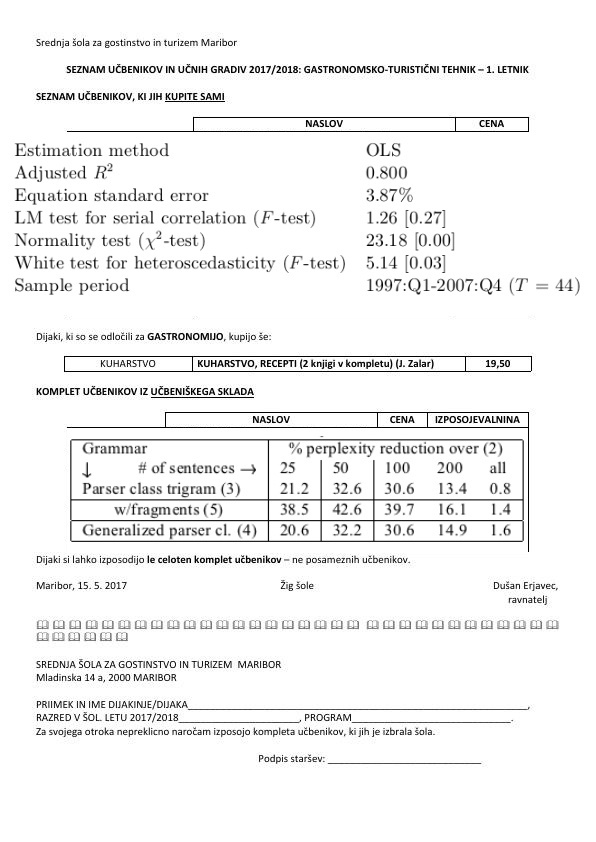 Srednja šola za gostinstvo in turizem Maribor
SEZNAM UČBENIKOV IN UČNIH GRADIV 2017/2018: GASTRONOMSKO-TURISTIČNI TEHNIK – 1. LETNIK
SEZNAM UČBENIKOV, KI JIH KUPITE SAMI
NASLOV CENA
Estimation method OLS
Adjusted R² 0.800
Equation standard error 3.87%
LM test for serial correlation (F-test) 1.26 [0.27]
Normality test (χ²-test) 23.18 [0.00]
White test for heteroscedasticity (F-test) 5.14 [0.03]
Sample period 1997:Q1-2007:Q4 (T = 44)
Dijaki, ki so se odločili za GASTRONOMIJO, kupijo še:
KUHARSTVO KUHARSTVO, RECEPTI (2 knjigi v kompletu) (J. Zalar) 19,50
KOMPLET UČBENIKOV IZ UČBENIŠKEGA SKLADA
NASLOV CENA IZPOSOJEVALNINA
Grammar % perplexity reduction over (2)
↓ # of sentences → 25 50 100 200 all
Parser class trigram (3) 21.2 32.6 30.6 13.4 0.8
w/fragments (5) 38.5 42.6 39.7 16.1 1.4
Generalized parser cl. (4) 20.6 32.2 30.6 14.9 1.6
Dijaki si lahko izposodijo le celoten komplet učbenikov – ne posameznih učbenikov.
Maribor, 15. 5. 2017 Žig šole Dušan Erjavec,
ravnatelj
SREDNJA ŠOLA ZA GOSTINSTVO IN TURIZEM MARIBOR
Mladinska 14 a, 2000 MARIBOR
PRIIMEK IN IME DIJAKINJE/DIJAKA____________________________________________,
RAZRED V ŠOL. LETU 2017/2018______________________, PROGRAM_____________________________.
Za svojega otroka nepreklicno naročam izposojo kompleta učbenikov, ki jih je izbrala šola.
Podpis staršev: ____________________________